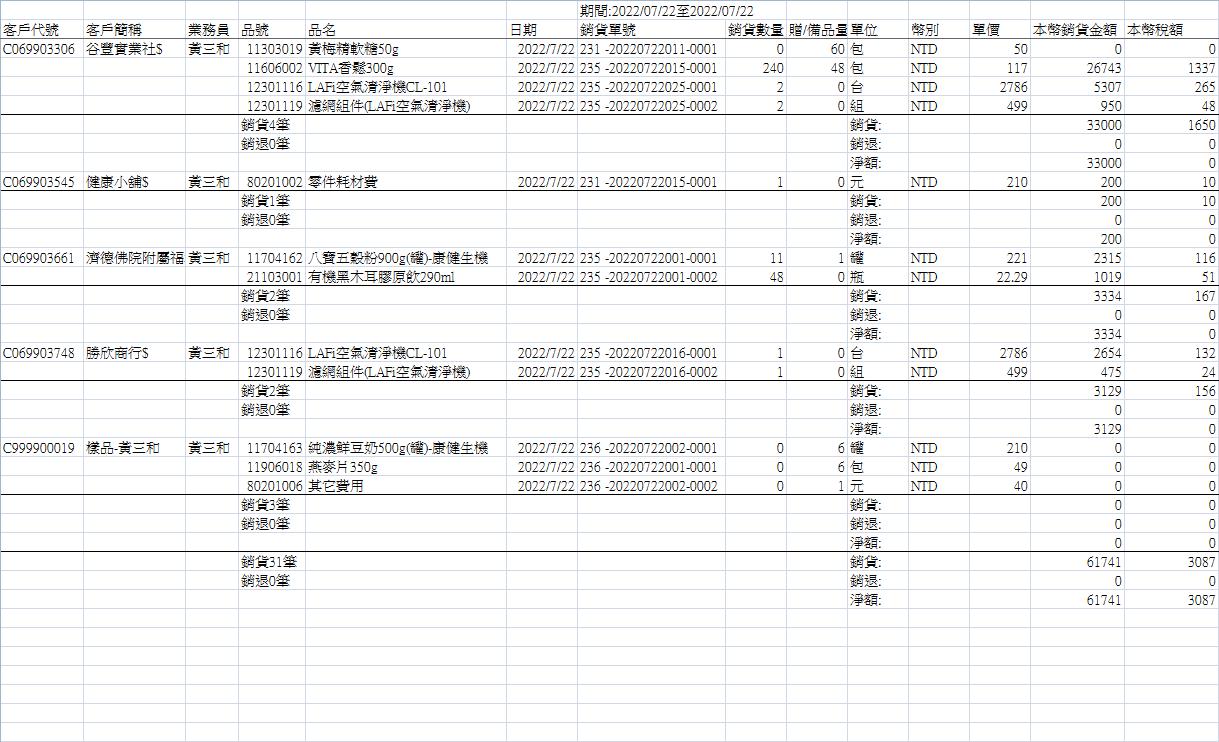 期間:2022/07/22至2022/07/22
客戶代號 客戶簡稱 業務員 品號 品名 日期 銷貨單號 銷貨數量 贈/備品量 單位 幣別 單價 本幣銷貨金額 本幣稅額
C069903306 谷豐實業社$ 黃三和 11303019 黃梅精軟糖50g 2022/7/22 231 -20220722011-0001 0 60 包 NTD 50 0 0
11606002 VITA香鬆300g 2022/7/22 235 -20220722015-0001 240 48 包 NTD 117 26743 1337
12301116 LAFi空氣清淨機CL-101 2022/7/22 235 -20220722025-0001 2 0 台 NTD 2786 5307 265
12301119 濾網組件(LAFi空氣清淨機) 2022/7/22 235 -20220722025-0002 2 0 組 NTD 499 950 48
銷貨4筆 銷貨: 33000 1650
銷退0筆 銷退: 0 0
淨額: 33000 0
C069903545 健康小舖$ 黃三和 80201002 零件耗材費 2022/7/22 231 -20220722015-0001 1 0 元 NTD 210 200 10
銷貨1筆 銷貨: 200 10
銷退0筆 銷退: 0 0
淨額: 200 0
C069903661 濟德佛院附屬福 黃三和 11704162 八寶五穀粉900g(罐)-康健生機 2022/7/22 235 -20220722001-0001 11 1 罐 NTD 221 2315 116
21103001 有機黑木耳膠原飲290ml 2022/7/22 235 -20220722001-0002 48 0 瓶 NTD 22.29 1019 51
銷貨2筆 銷貨: 3334 167
銷退0筆 銷退: 0 0
淨額: 3334 0
C069903748 勝欣商行$ 黃三和 12301116 LAFi空氣清淨機CL-101 2022/7/22 235 -20220722016-0001 1 0 台 NTD 2786 2654 132
12301119 濾網組件(LAFi空氣清淨機) 2022/7/22 235 -20220722016-0002 1 0 組 NTD 499 475 24
銷貨2筆 銷貨: 3129 156
銷退0筆 銷退: 0 0
淨額: 3129 0
C999900019 樣品-黃三和 黃三和 11704163 純濃鮮豆奶500g(罐)-康健生機 2022/7/22 236 -20220722002-0001 0 6 罐 NTD 210 0 0
11906018 燕麥片350g 2022/7/22 236 -20220722001-0001 0 6 包 NTD 49 0 0
80201006 其它費用 2022/7/22 236 -20220722002-0002 0 1 元 NTD 40 0 0
銷貨3筆 銷貨: 0 0
銷退0筆 銷退: 0 0
淨額: 0 0
銷貨31筆 銷貨: 61741 3087
銷退0筆 銷退: 0 0
淨額: 61741 3087